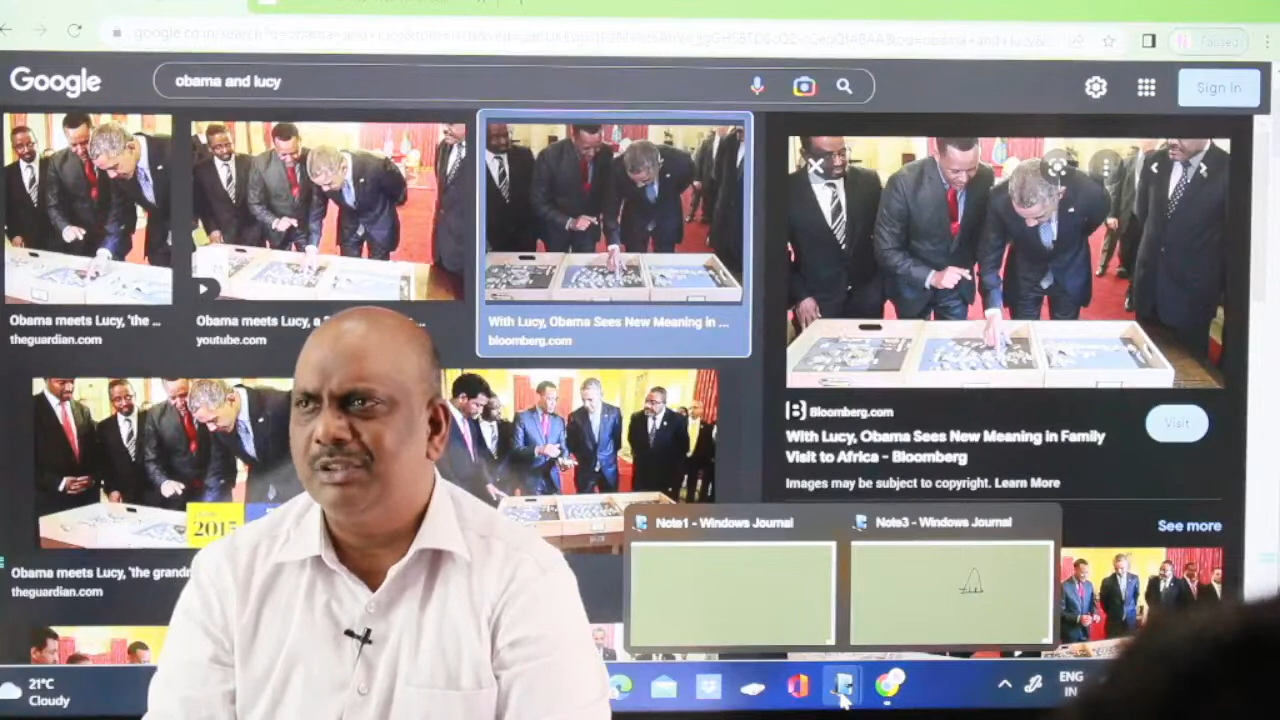 Google
obama and lucy
Sign In
Paused
Obama meets Lucy, 'the ...
theguardian.com
Obama meets Lucy, a
youtube.com
With Lucy, Obama Sees New Meaning in ...
bloomberg.com
Bloomberg.com
Visit
With Lucy, Obama Sees New Meaning in Family
Visit to Africa - Bloomberg
Images may be subject to copyright. Learn More
See more
2015
Obama meets Lucy, 'the grand
theguardian.com
Note1 - Windows Journal
Note3 - Windows Journal
21°C
Cloudy
ENG
IN